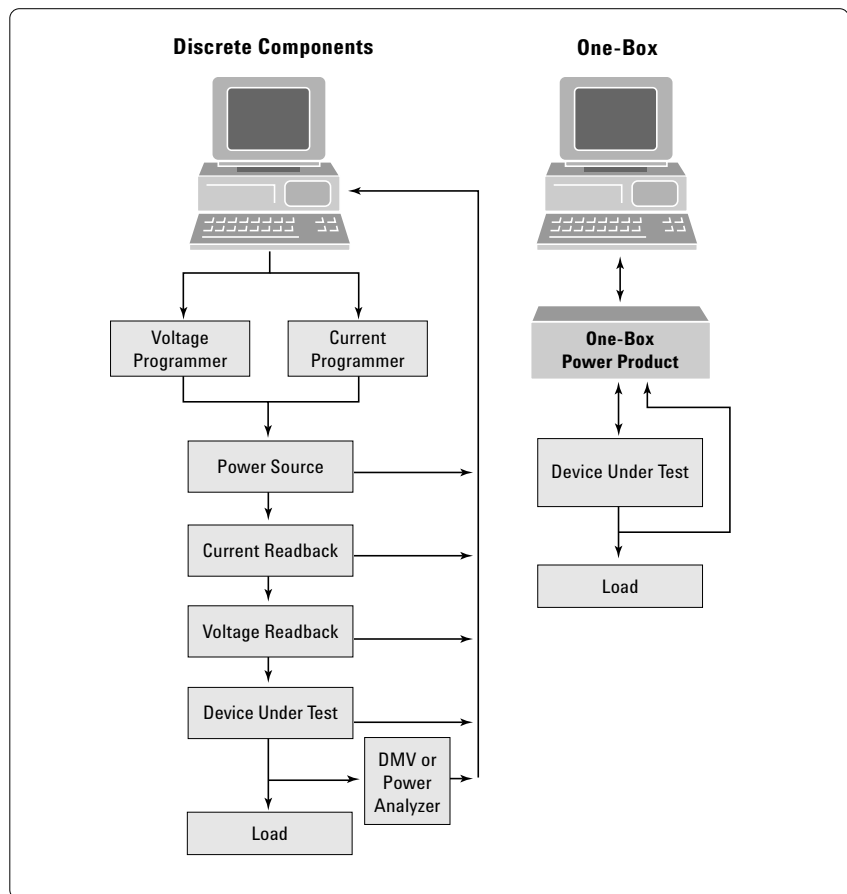 Discrete Components
One-Box
Voltage
Programmer
Current
Programmer
Power Source
Current Readback
Voltage Readback
Device Under Test
DMV or
Power
Analyzer
Load
One-Box
Power Product
Device Under Test
Load